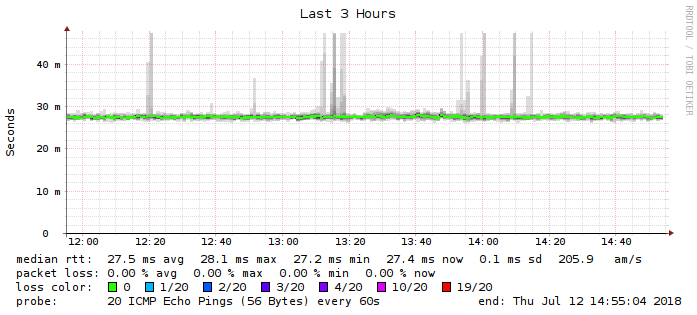 Last 3 Hours
RRDTOOL / TOBI OETIKER
Seconds
40 m
30 m
20 m
10 m
0
12:00 12:20 12:40 13:00 13:20 13:40 14:00 14:20 14:40
median rtt: 27.5 ms avg 28.1 ms max 27.2 ms min 27.4 ms now 0.1 ms sd 205.9 am/s
packet loss: 0.00 % avg 0.00 % max 0.00 % min 0.00 % now
loss color: 0 1/20 2/20 3/20 4/20 10/20 19/20
probe: 20 ICMP Echo Pings (56 Bytes) every 60s end: Thu Jul 12 14:55:04 2018